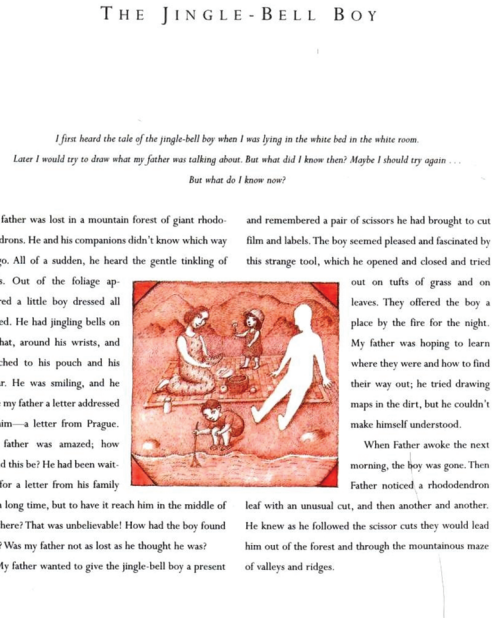 THE JINGLE-BELL BOY
I first heard the tale of the jingle-bell boy when I was lying in the white bed in the white room.
Later I would try to draw what my father was talking about. But what did I know then? Maybe I should try again . . .
But what do I know now?
father was lost in a mountain forest of giant rhodo-
drons. He and his companions didn't know which way
go. All of a sudden, he heard the gentle tinkling of
s. Out of the foliage ap-
red a little boy dressed all
ed. He had jingling bells on
hat, around his wrists, and
ched to his pouch and his
r. He was smiling, and he
my father a letter addressed
him—a letter from Prague.
father was amazed; how
d this be? He had been wait-
for a letter from his family
a long time, but to have it reach him in the middle of
here? That was unbelievable! How had the boy found
? Was my father not as lost as he thought he was?
My father wanted to give the jingle-bell boy a present
and remembered a pair of scissors he had brought to cut
film and labels. The boy seemed pleased and fascinated by
this strange tool, which he opened and closed and tried
out on tufts of grass and on
leaves. They offered the boy a
place by the fire for the night.
My father was hoping to learn
where they were and how to find
their way out; he tried drawing
maps in the dirt, but he couldn't
make himself understood.
When Father awoke the next
morning, the boy was gone. Then
Father noticed a rhododendron
leaf with an unusual cut, and then another and another.
He knew as he followed the scissor cuts they would lead
him out of the forest and through the mountainous maze
of valleys and ridges.